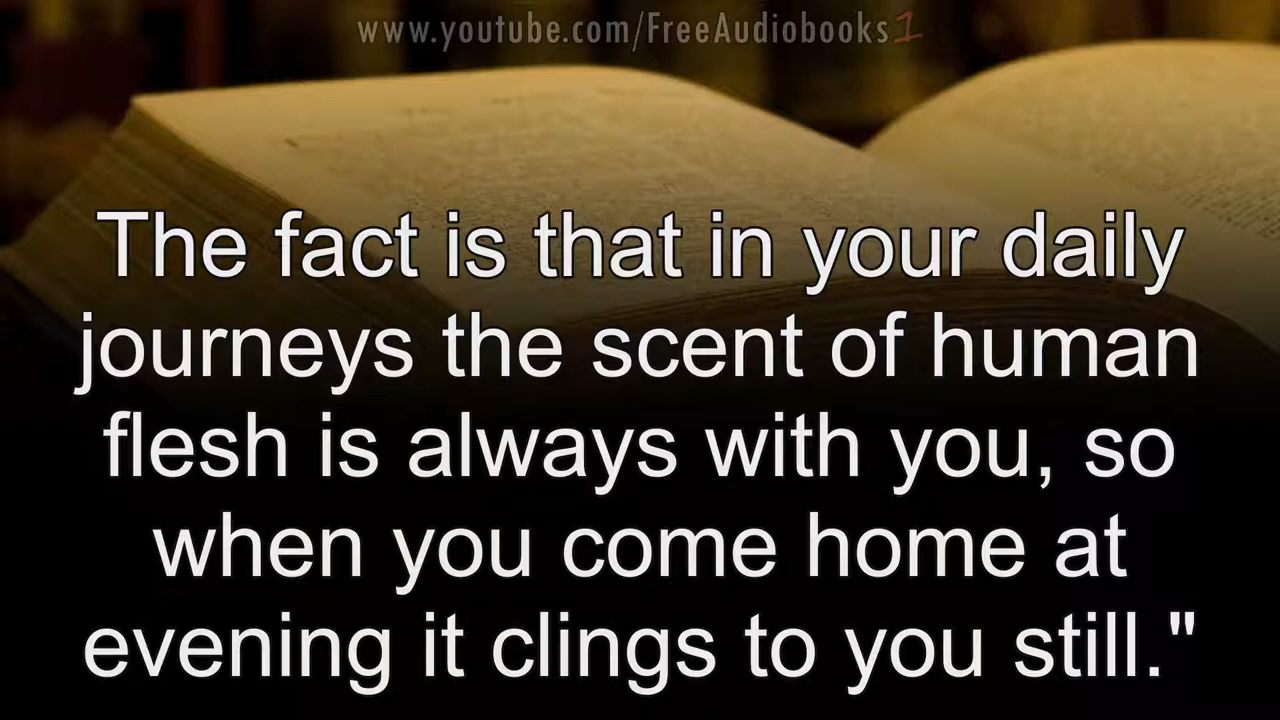 www.youtube.com/FreeAudiobooks1
The fact is that in your daily
journeys the scent of human
flesh is always with you, so
when you come home at
evening it clings to you still."